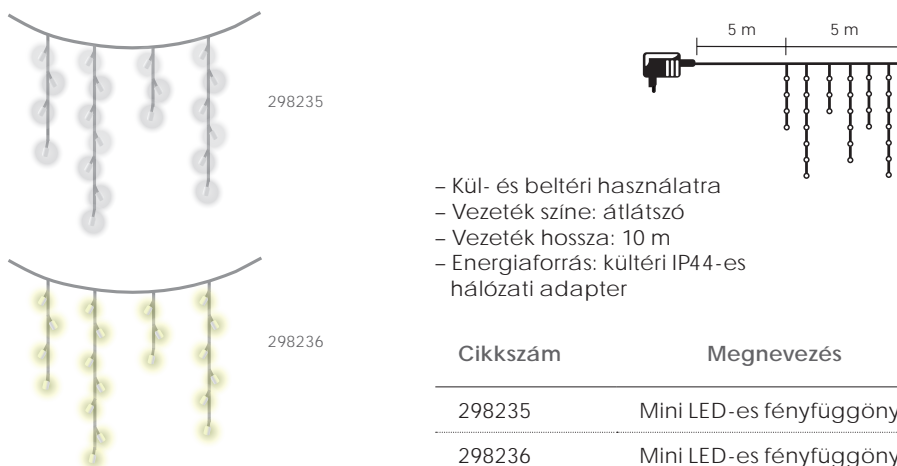 298235
298236
5 m 5 m
– Kül- és beltéri használatra
– Vezeték színe: átlátszó
– Vezeték hossza: 10 m
– Energiaforrás: kültéri IP44-es
hálózati adapter
Cikkszám Megnevezés
298235 Mini LED-es fényfüggöny
298236 Mini LED-es fényfüggöny